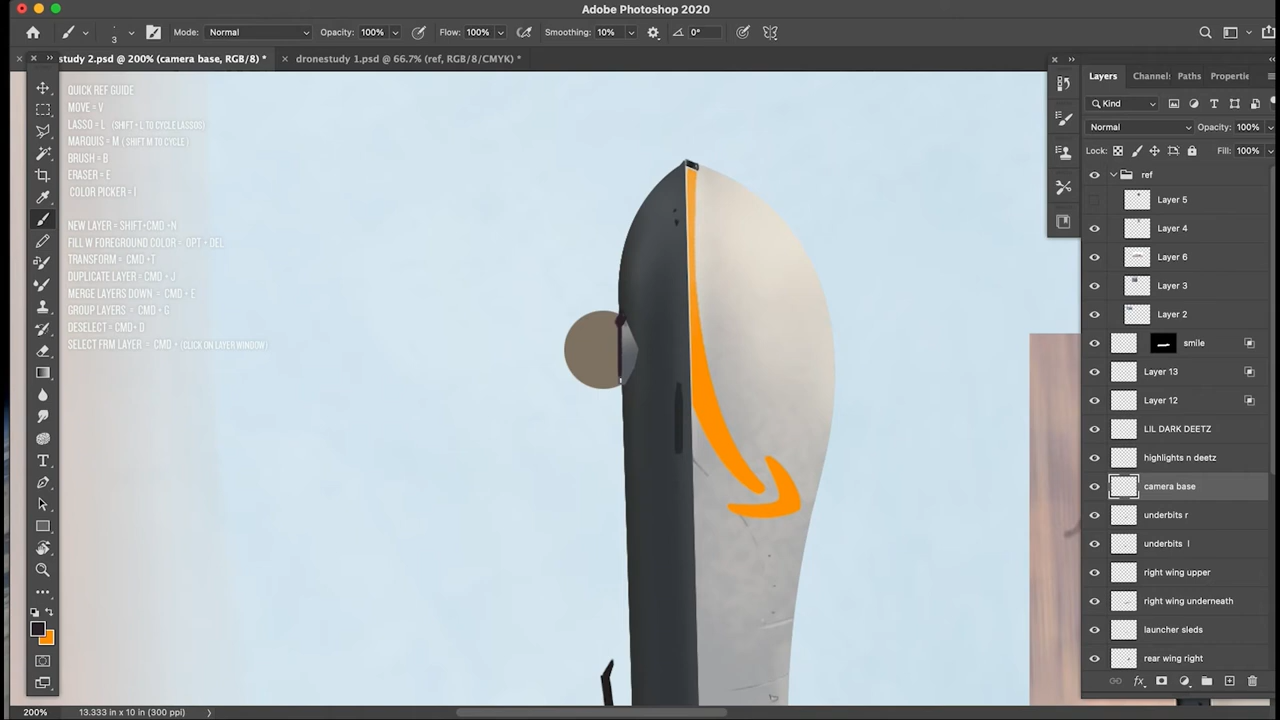 Adobe Photoshop 2020
3 Mode: Normal Opacity: 100% Flow: 100% Smoothing: 10% 0°
study 2.psd @ 200% (camera base, RGB/8) * dronestudy 1.psd @ 66.7% (ref, RGB/8/CMYK) *
QUICK REF GUIDE
MOVE = V
LASSO = L (SHIFT + L TO CYCLE LASSOS)
MARQUIS = M ( SHIFT M TO CYCLE )
BRUSH = B
ERASER = E
COLOR PICKER = I
NEW LAYER = SHIFT+CMD +N
FILL W FOREGROUND COLOR = OPT + DEL
TRANSFORM = CMD +T
DUPLICATE LAYER = CMD + J
MERGE LAYERS DOWN = CMD + E
GROUP LAYERS = CMD + G
DESELECT = CMD+ D
SELECT FRM LAYER = CMD + (CLICK ON LAYER WINDOW)
Layers Channel: Paths Properti
Kind
Normal Opacity: 100%
Lock: Fill: 100%
ref
Layer 5
Layer 4
Layer 6
Layer 3
Layer 2
smile
Layer 13
Layer 12
LIL DARK DEETZ
highlights n deetz
camera base
underbits r
underbits l
right wing upper
right wing underneath
launcher sleds
rear wing right
fx
200% 13.333 in x 10 in (300 ppi)